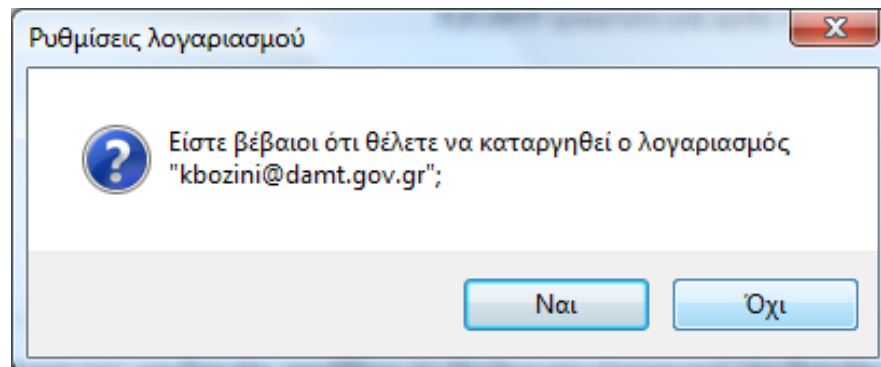 Ρυθμίσεις λογαριασμού
Είστε βέβαιοι ότι θέλετε να καταργηθεί ο λογαριασμός
"kbozini@damt.gov.gr";
Ναι
Όχι